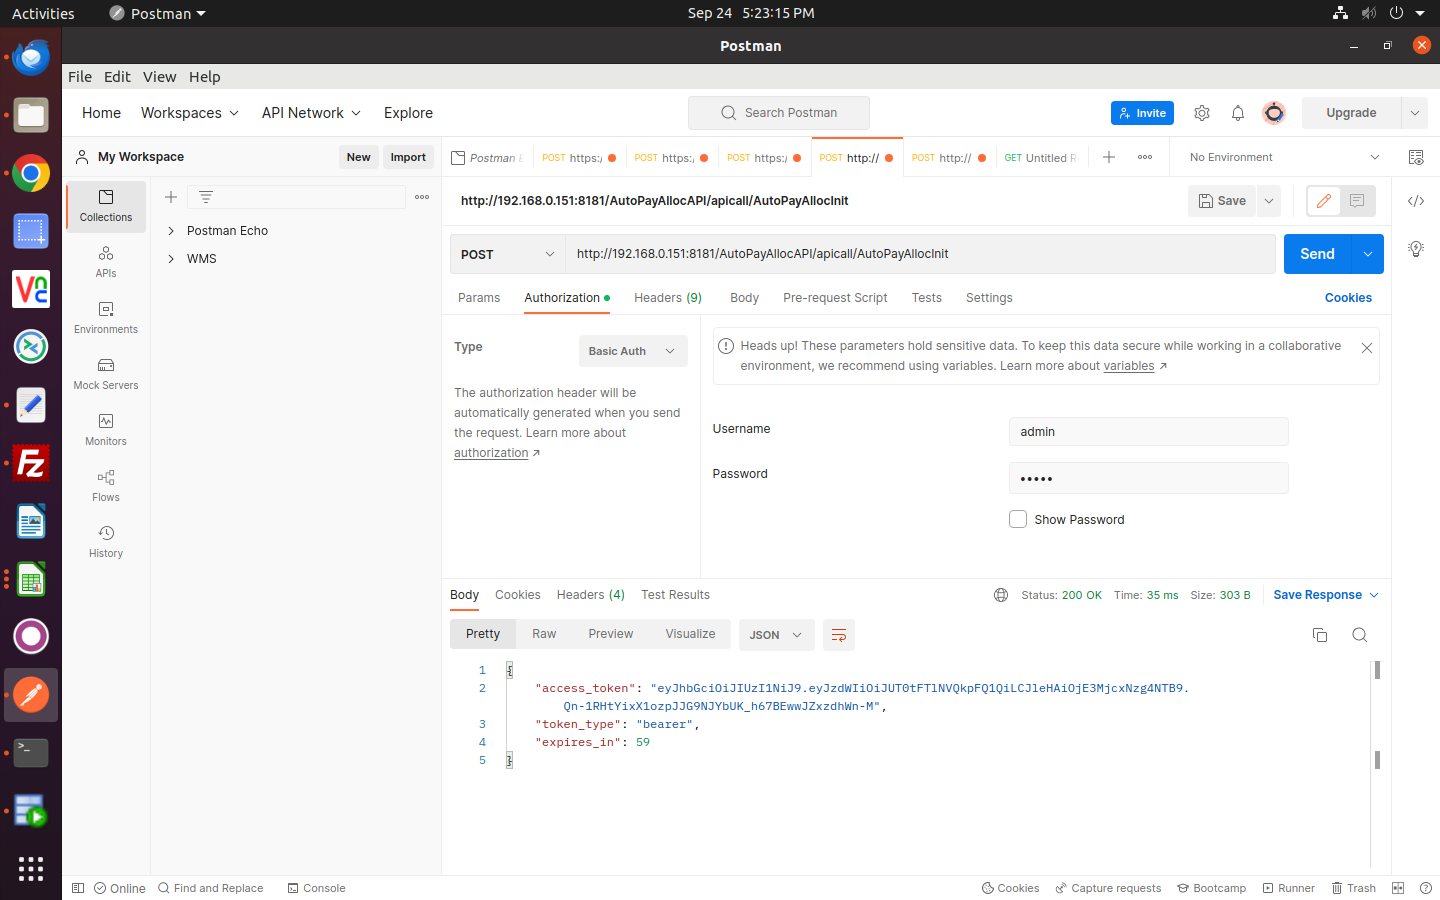 Activities
Postman
Sep 24 5:23:15 PM
Postman
File Edit View Help
Home
Workspaces
API Network
Explore
Search Postman
Invite
Upgrade
My Workspace
New
Import
Postman E
POST https:/
POST https:/
POST https:/
POST http://
POST http://
GET Untitled R
No Environment
Collections
APIs
Environments
Mock Servers
Monitors
Flows
History
Postman Echo
WMS
http://192.168.0.151:8181/AutoPayAllocAPI/apicall/AutoPayAllocInit
Save
POST
http://192.168.0.151:8181/AutoPayAllocAPI/apicall/AutoPayAllocInit
Send
Params
Authorization
Headers (9)
Body
Pre-request Script
Tests
Settings
Cookies
Type
Basic Auth
The authorization header will be
automatically generated when you send
the request. Learn more about
authorization
Heads up! These parameters hold sensitive data. To keep this data secure while working in a collaborative
environment, we recommend using variables. Learn more about variables
Username
admin
Password
•••••
Show Password
Body
Cookies
Headers (4)
Test Results
Status: 200 OK
Time: 35 ms
Size: 303 B
Save Response
Pretty
Raw
Preview
Visualize
JSON
1 {
2 "access_token": "eyJhbGciOiJIUzI1NiJ9.eyJzdWIiOiJUT0tFTlNVQkpFQ1QiLCJleHAiOjE3MjcxNzg4NTB9.
Qn-1RHtYixX1ozpJJG9NJYbUK_h67BEwwJZxzdhWn-M",
3 "token_type": "bearer",
4 "expires_in": 59
5 }
Online
Find and Replace
Console
Cookies
Capture requests
Bootcamp
Runner
Trash